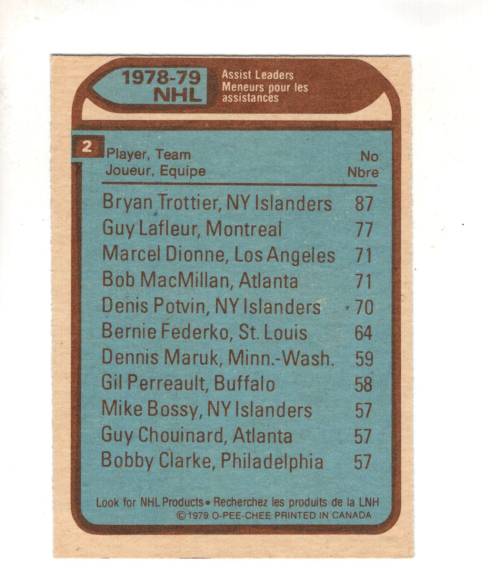 1978-79
NHL
Assist Leaders
Meneurs pour les
assistances
2
Player, Team No
Joueur, Equipe Nbre
Bryan Trottier, NY Islanders 87
Guy Lafleur, Montreal 77
Marcel Dionne, Los Angeles 71
Bob MacMillan, Atlanta 71
Denis Potvin, NY Islanders 70
Bernie Federko, St. Louis 64
Dennis Maruk, Minn.-Wash. 59
Gil Perreault, Buffalo 58
Mike Bossy, NY Islanders 57
Guy Chouinard, Atlanta 57
Bobby Clarke, Philadelphia 57
Look for NHL Products • Recherchez les produits de la LNH
© 1979 O-PEE-CHEE PRINTED IN CANADA